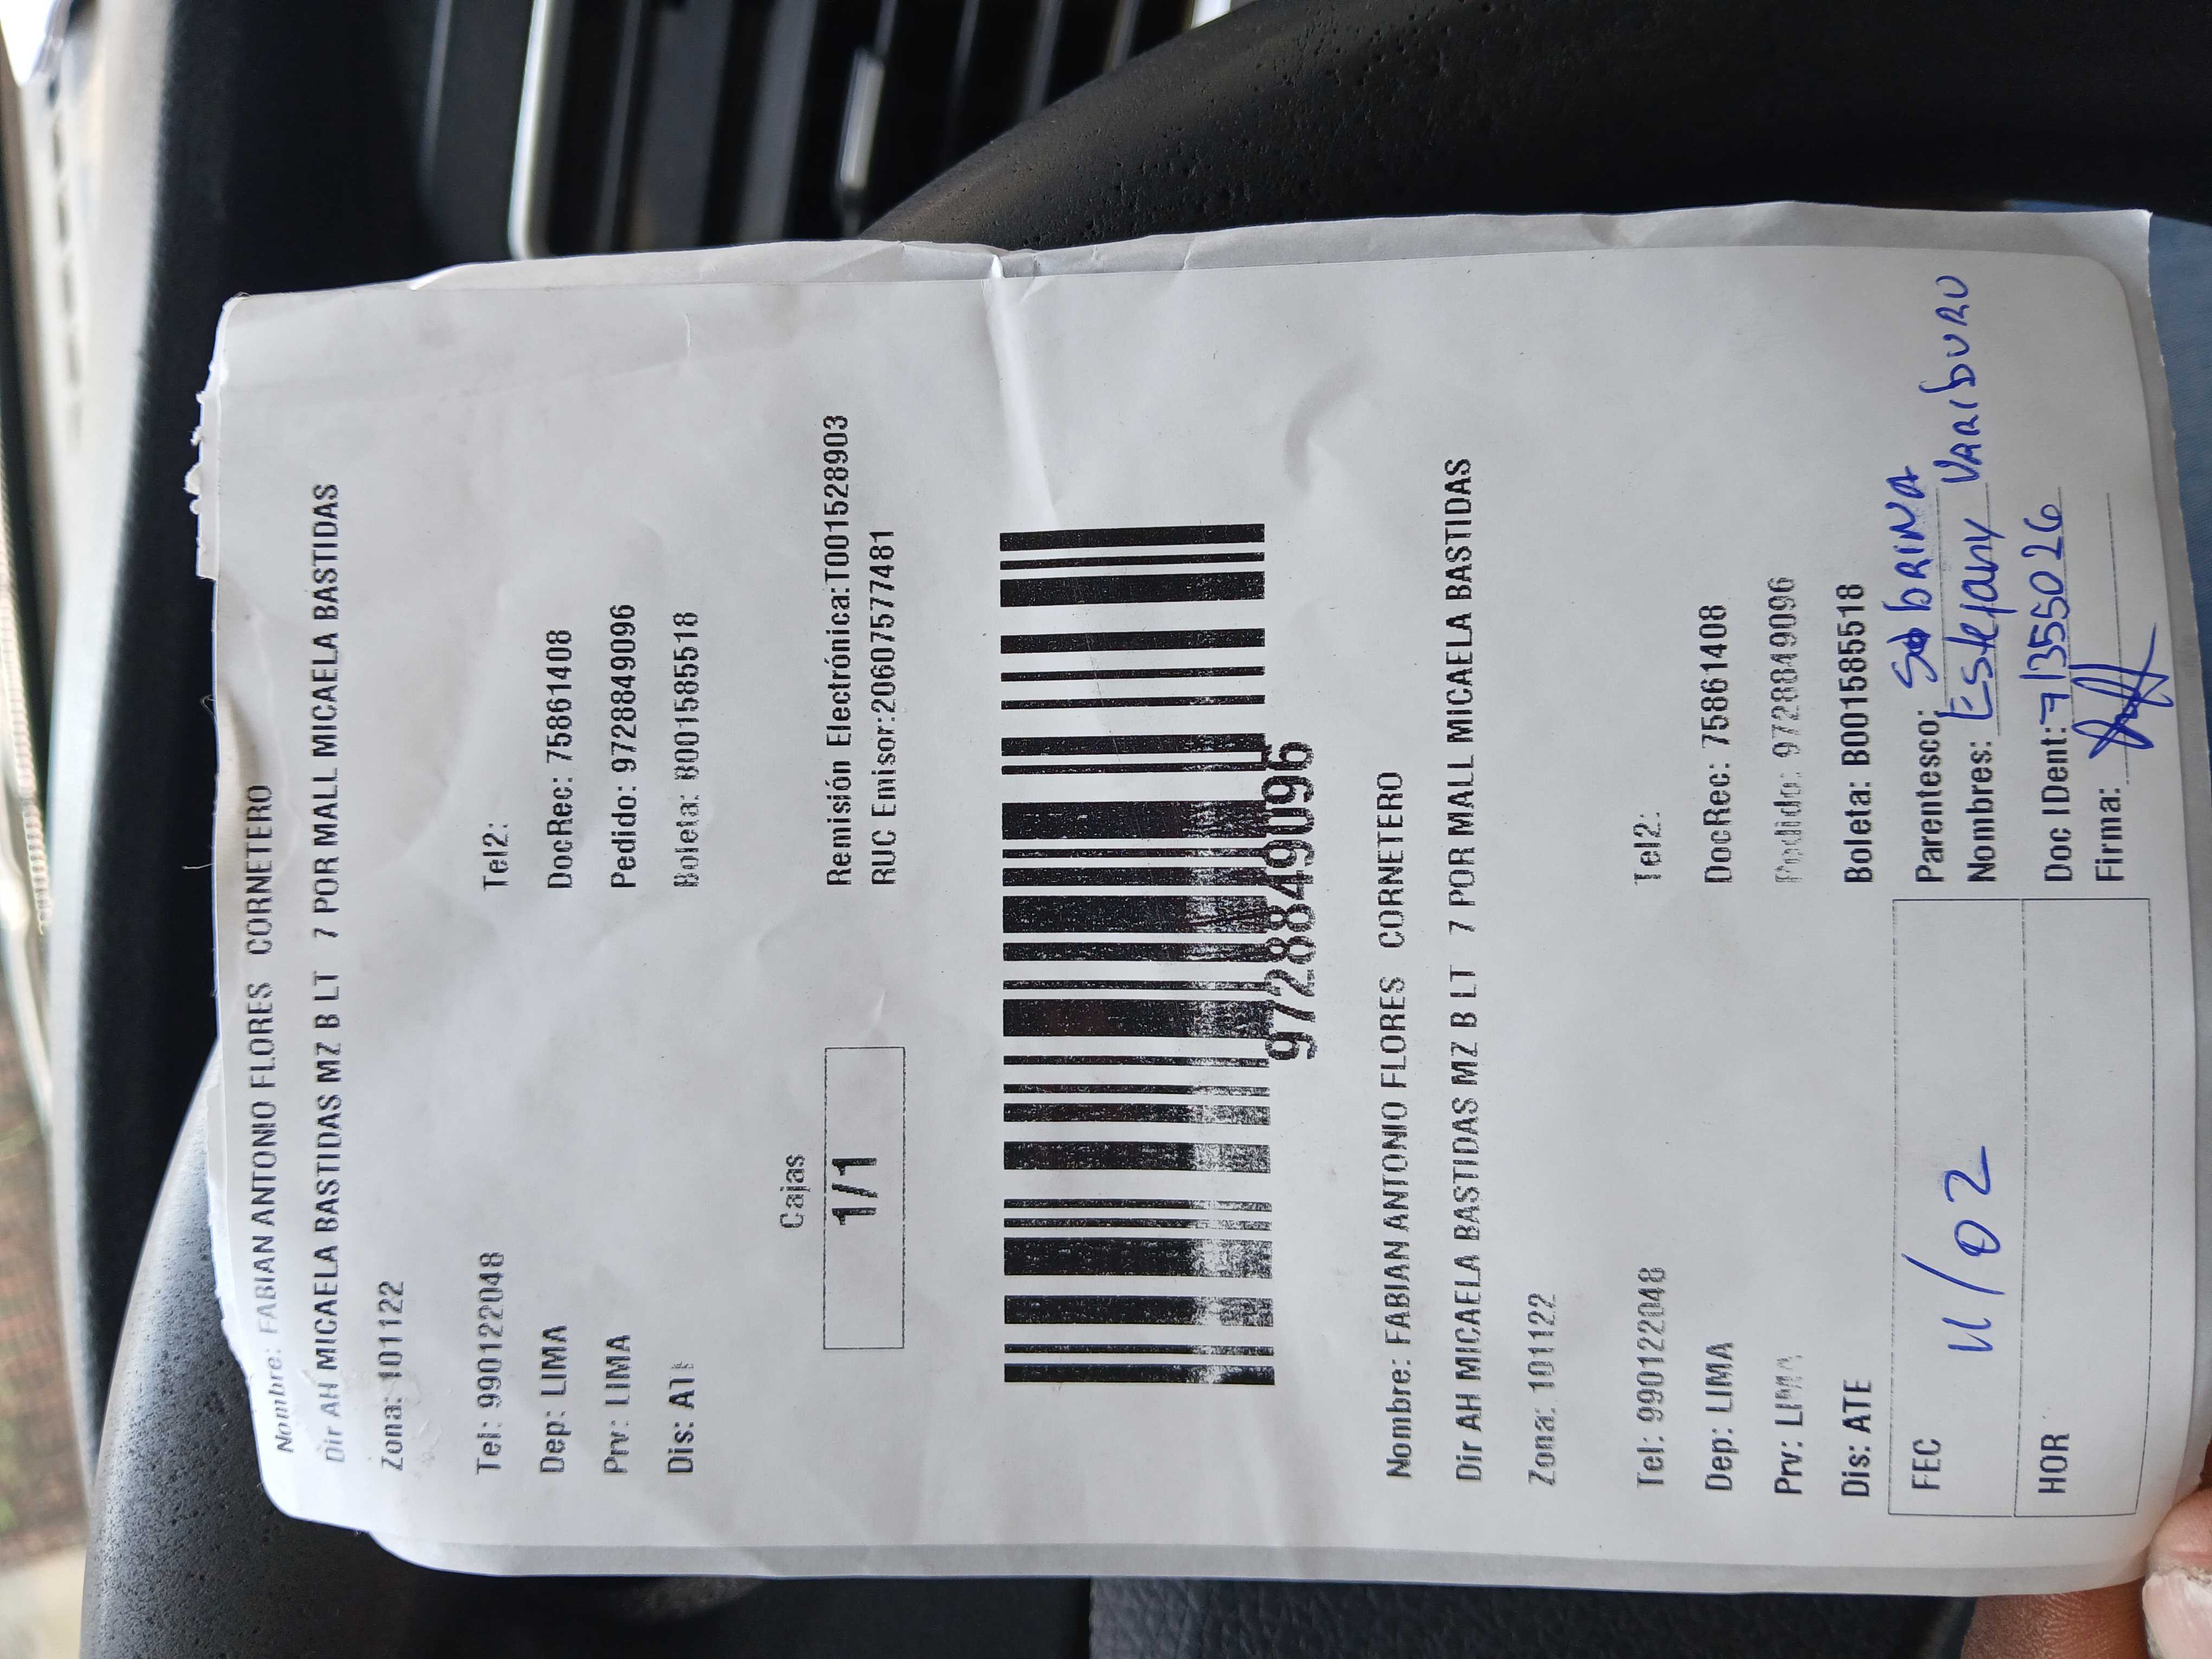 Nombre: FABIAN ANTONIO FLORES CORNETERO
Dir AH MICAELA BASTIDAS MZ B LT 7 POR MALL MICAELA BASTIDAS
Zona: 101122
Tel: 990122048 Tel2:
Dep: LIMA DocRec: 75861408
Prv: LIMA Pedido: 9728849096
Dis: ATE Boleta: B001585518
Cajas
1/1
Remisión Electrónica:T001528903
RUC Emisor:20607577481
9728849096
Nombre: FABIAN ANTONIO FLORES CORNETERO
Dir AH MICAELA BASTIDAS MZ B LT 7 POR MALL MICAELA BASTIDAS
Zona: 101122
Tel: 990122048 Tel2:
Dep: LIMA DocRec: 75861408
Prv: LIMA Pedido: 9728849096
Dis: ATE Boleta: B001585518
FEC 11/02
HOR
Parentesco: SobRINA
Nombres: Estefany
Doc IDent: 71355026
Firma: